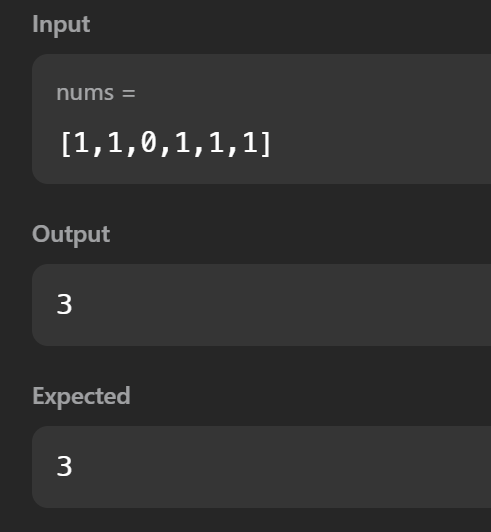 Input
nums =
[1,1,0,1,1,1]
Output
3
Expected
3